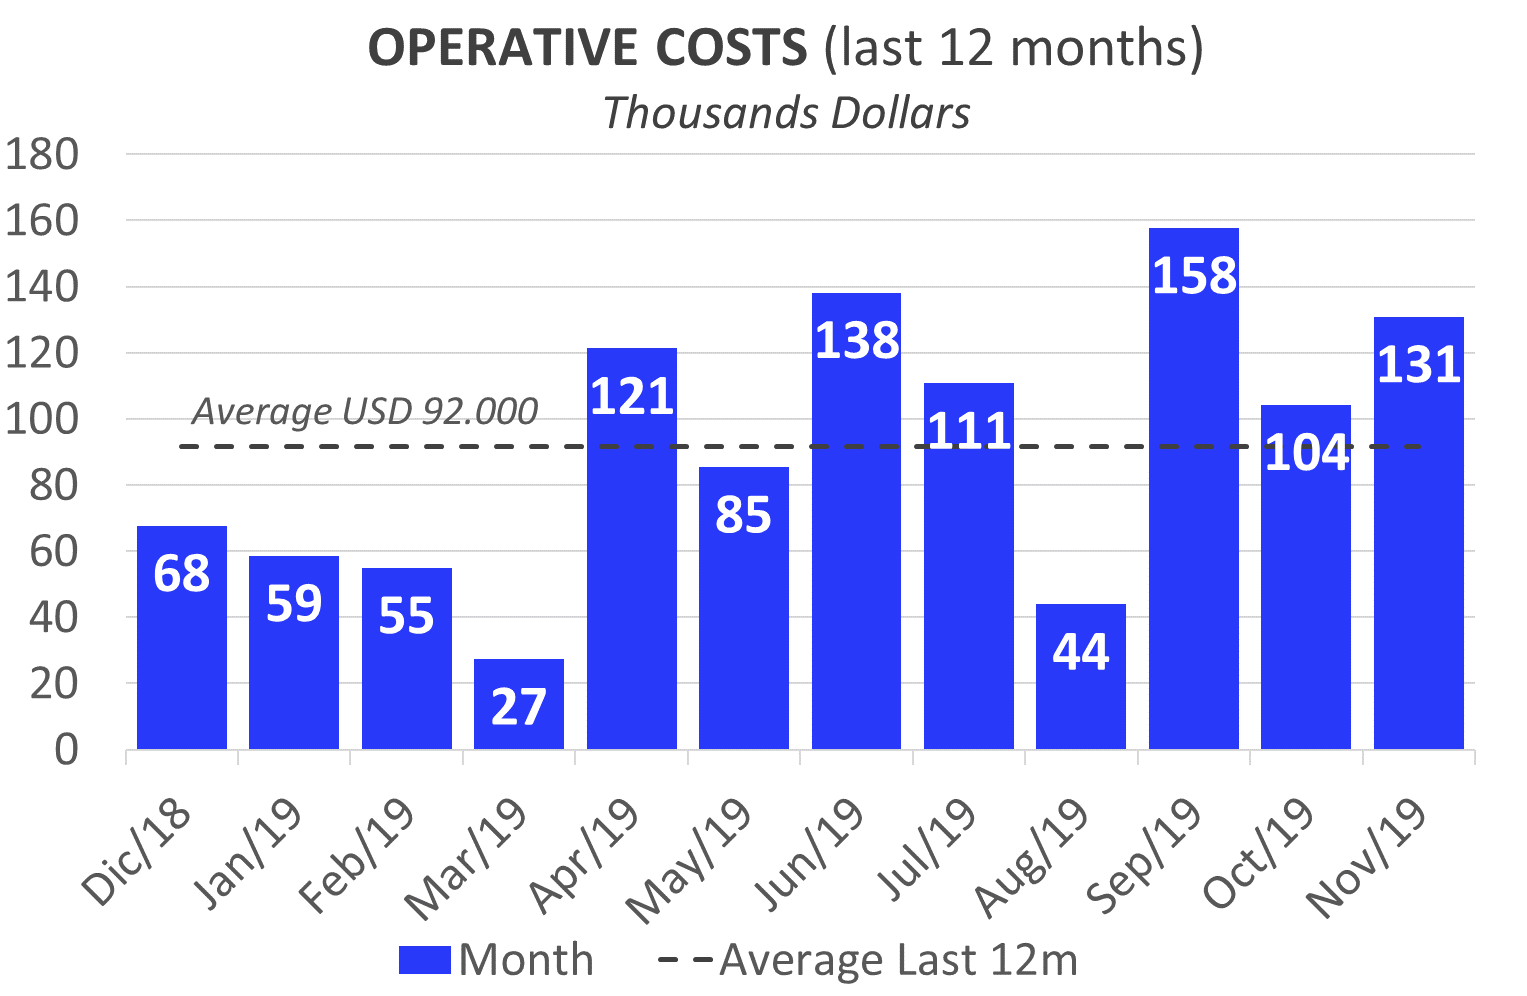 OPERATIVE COSTS (last 12 months)
Thousands Dollars
180
160
140
120
100
80
60
40
20
0
Average USD 92.000
68
59
55
27
121
85
138
111
44
158
104
131
Dic/18
Jan/19
Feb/19
Mar/19
Apr/19
May/19
Jun/19
Jul/19
Aug/19
Sep/19
Oct/19
Nov/19
Month
Average Last 12m